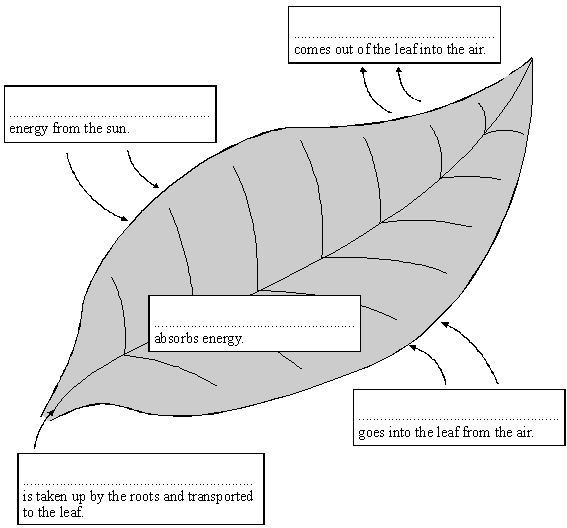 comes out of the leaf into the air.
energy from the sun.
absorbs energy.
goes into the leaf from the air.
is taken up by the roots and transported
to the leaf.